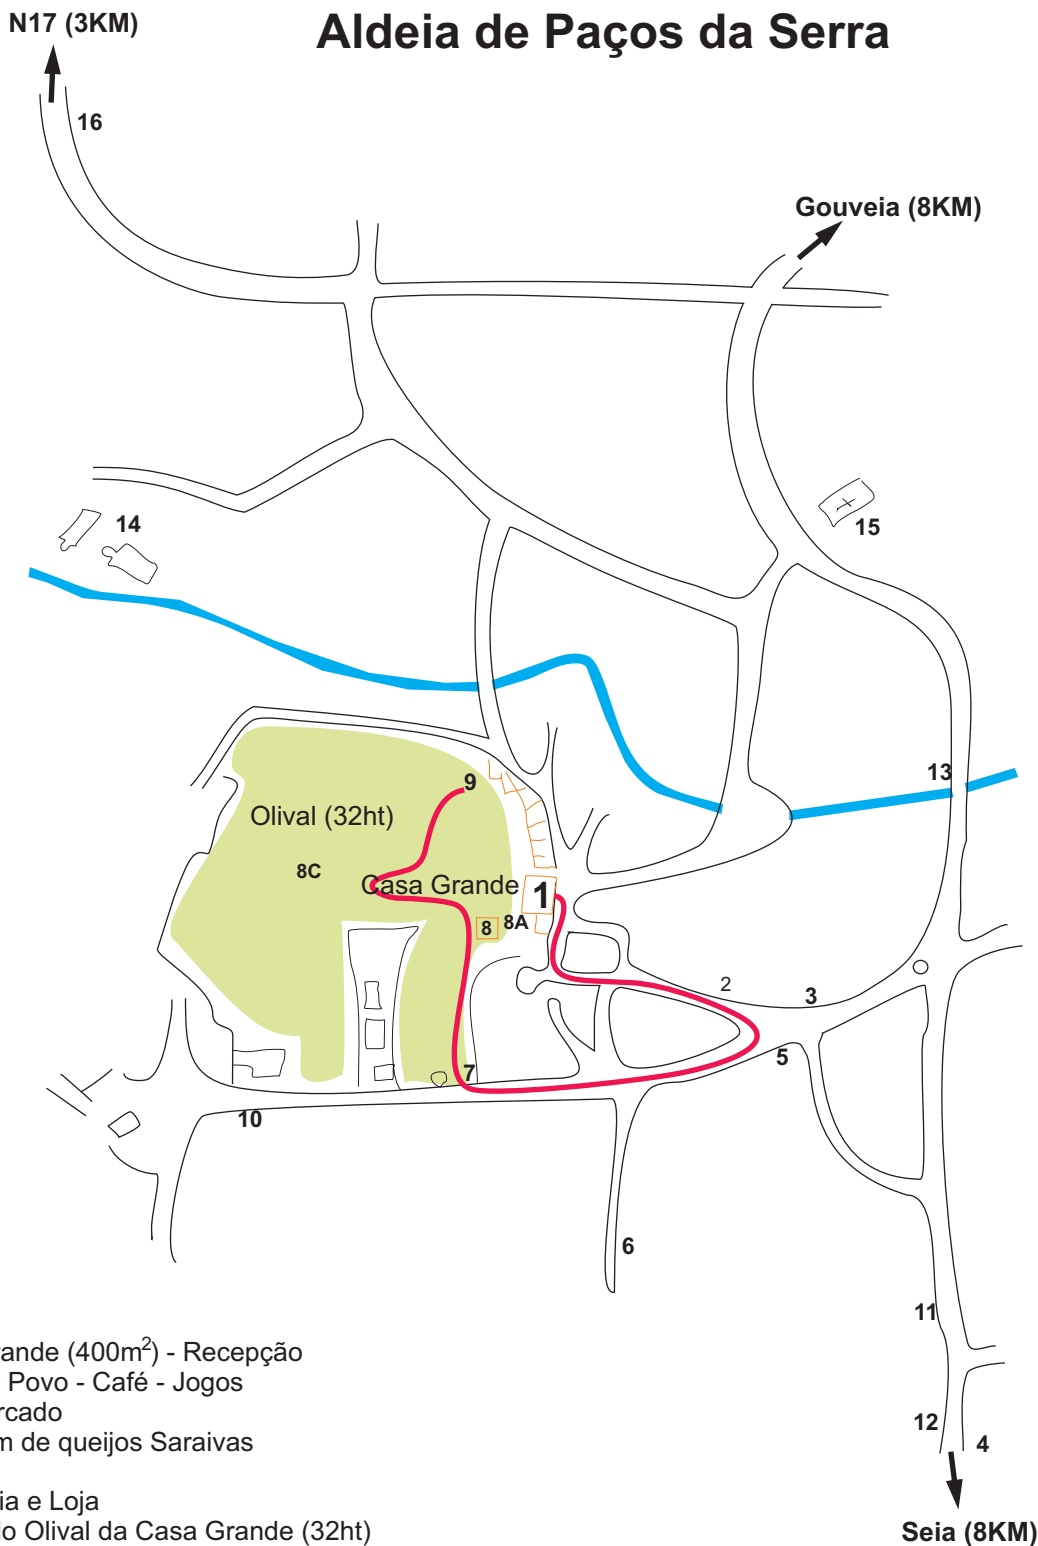 N17 (3KM)
Aldeia de Paços da Serra
16
Gouveia (8KM)
14
15
13
9
Olival (32ht)
8C
Casa Grande
1
8
8A
2
3
5
7
10
6
11
12
4
ande (400m²) - Recepção
Povo - Café - Jogos
rcado
m de queijos Saraivas
ia e Loja
lo Olival da Casa Grande (32ht)
Seia (8KM)